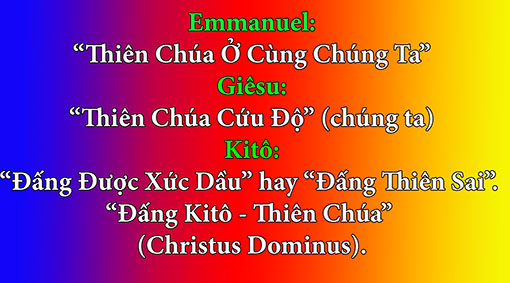 Emmanuel:
“Thiên Chúa Ở Cùng Chúng Ta”
Giêsu:
“Thiên Chúa Cứu Độ” (chúng ta)
Kitô:
“Đấng Được Xức Dầu” hay “Đấng Thiên Sai”.
“Đấng Kitô - Thiên Chúa”
(Christus Dominus).